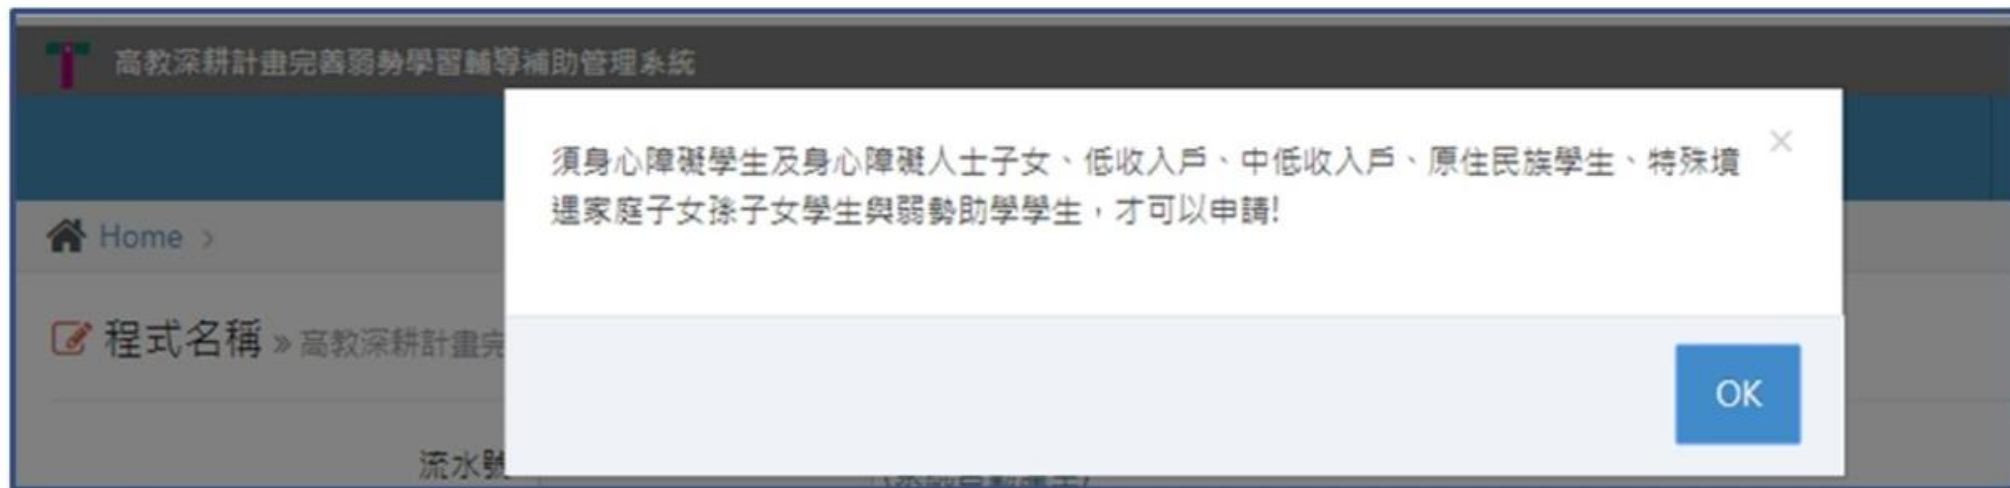 高教深耕計畫完善弱勢學習輔導補助管理系統
須身心障礙學生及身心障礙人士子女、低收入戶、中低收入戶、原住民族學生、特殊境
遇家庭子女孫子女學生與弱勢助學學生，才可以申請!
×
Home >
程式名稱 » 高教深耕計畫完
OK
流水號